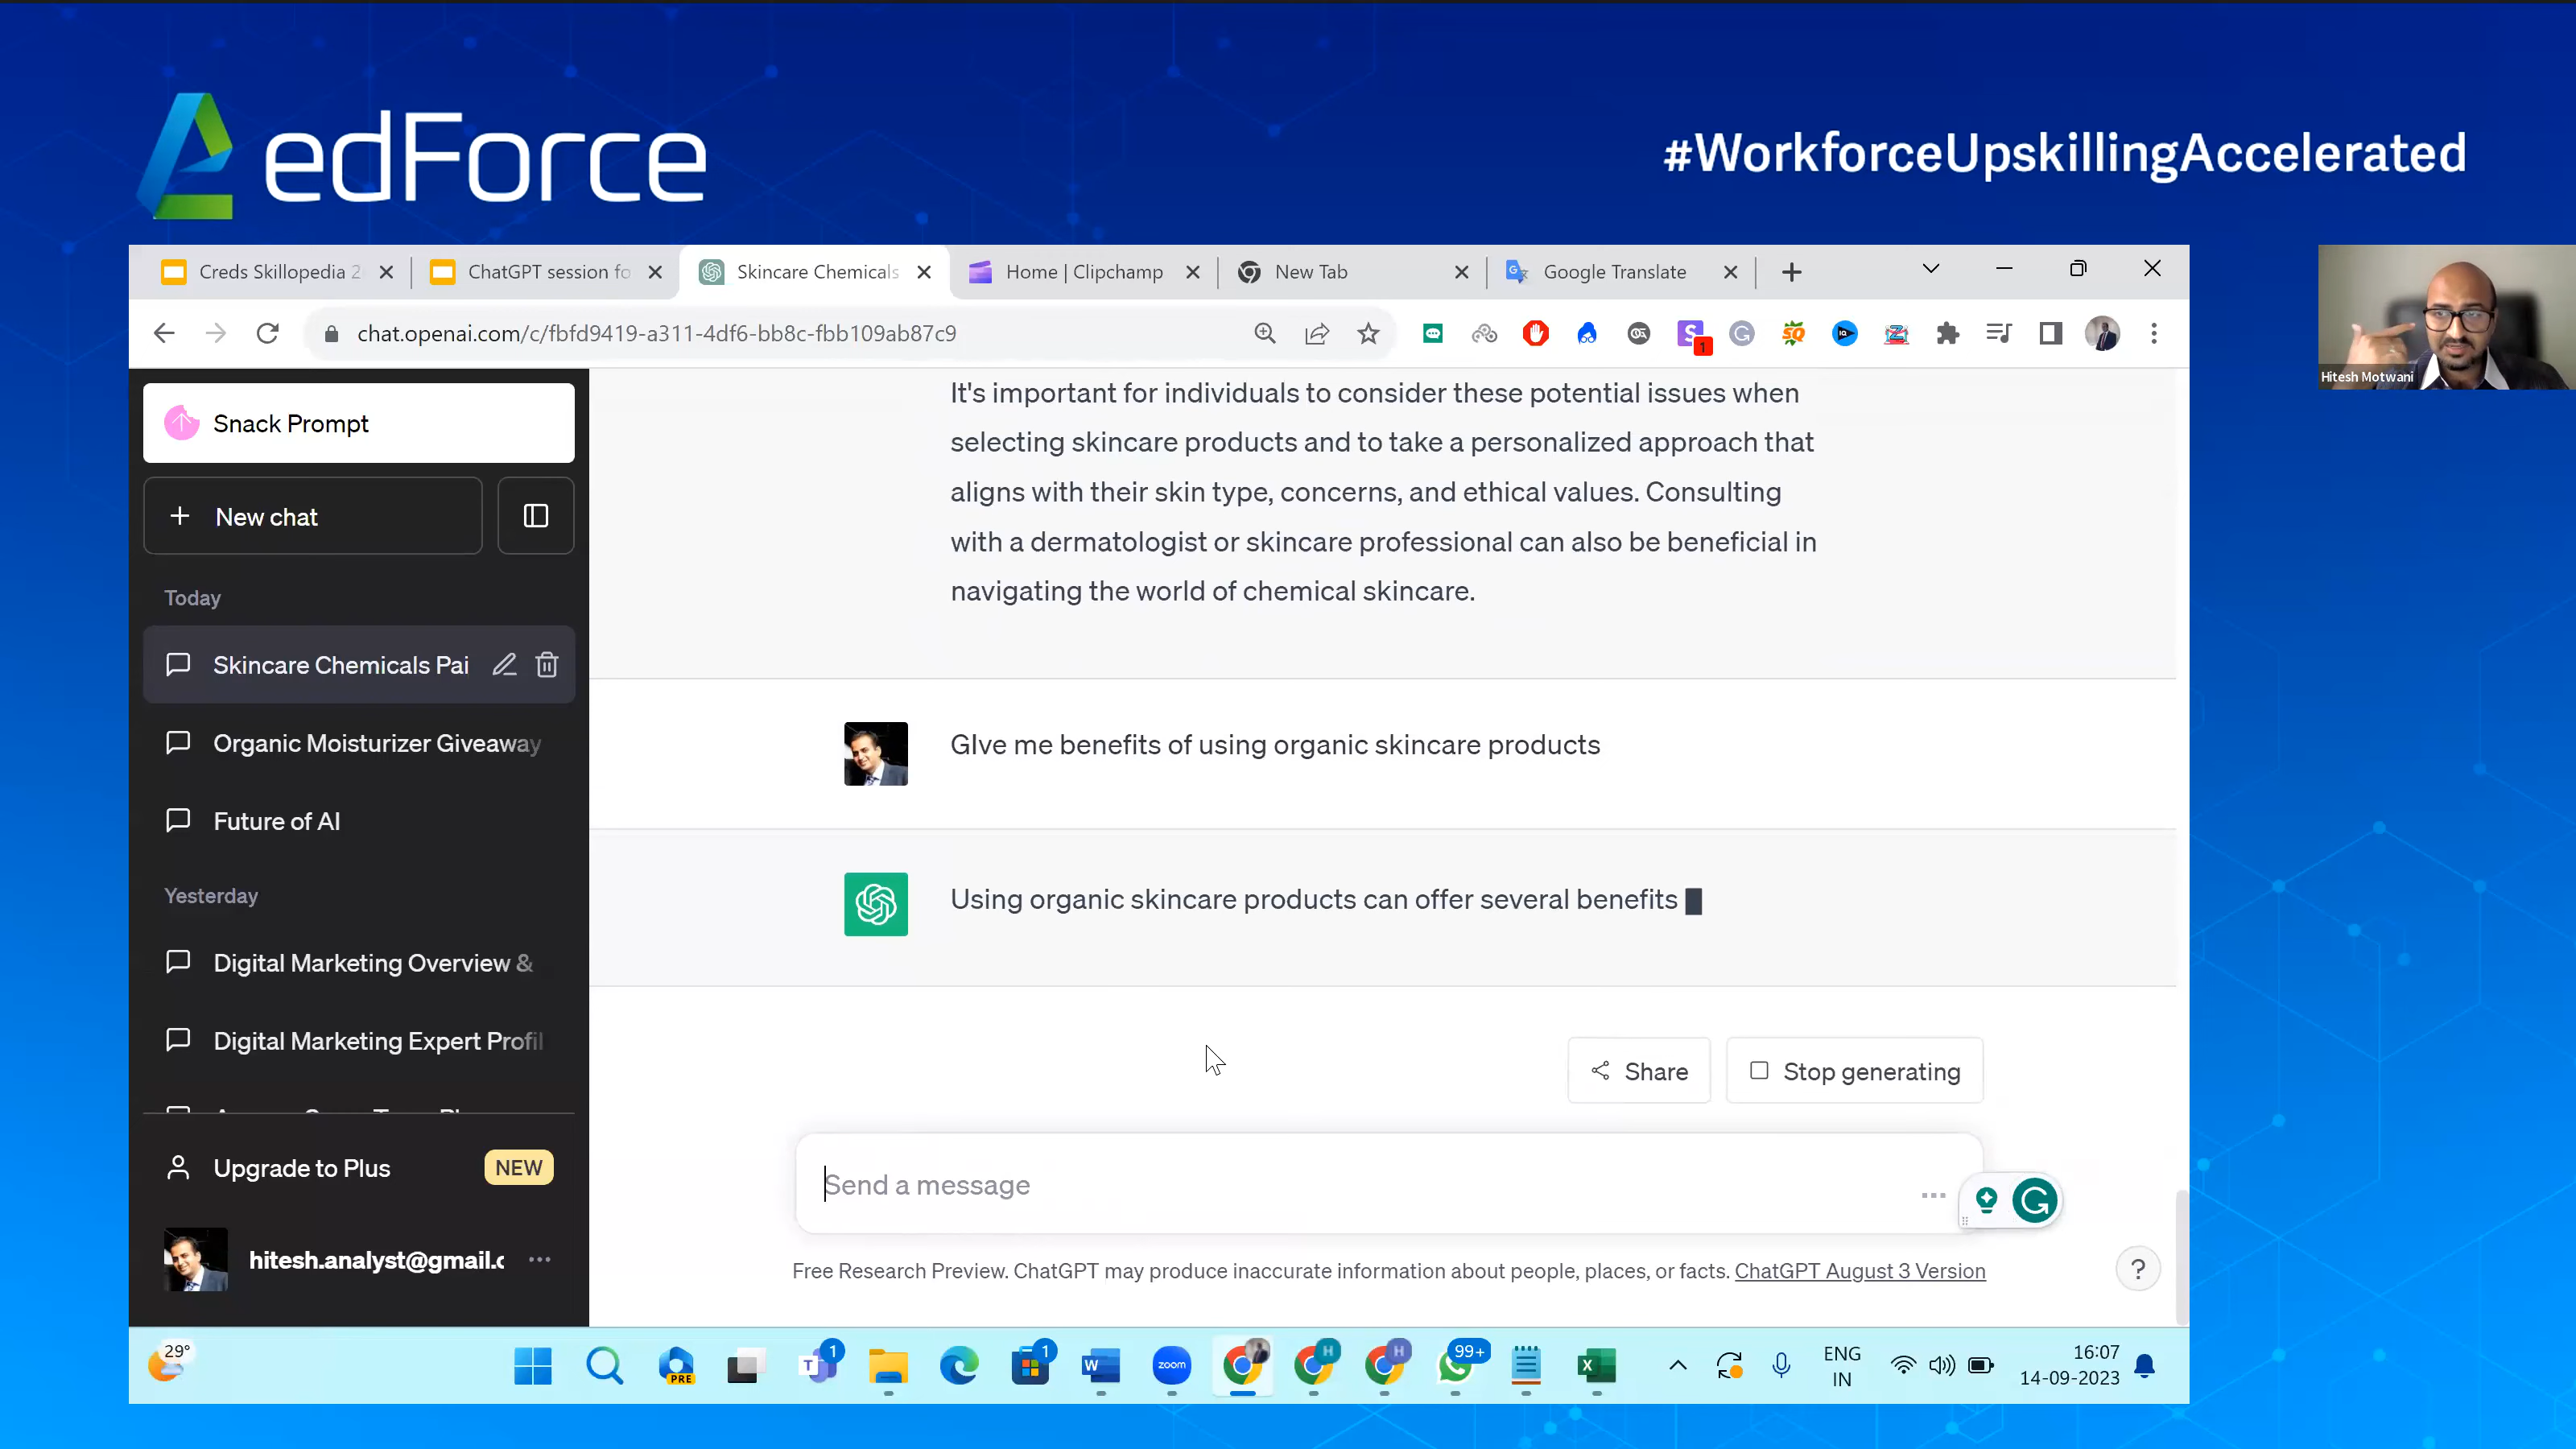 edForce
#WorkforceUpskillingAccelerated
Creds Skillopedia 2
ChatGPT session fo
Skincare Chemicals
Home | Clipchamp
New Tab
Google Translate
chat.openai.com/c/fbfd9419-a311-4df6-bb8c-fbb109ab87c9
1
Hitesh Motwani
Snack Prompt
New chat
Today
Skincare Chemicals Pai
Organic Moisturizer Giveaway
Future of AI
Yesterday
Digital Marketing Overview &
Digital Marketing Expert Profil
Upgrade to Plus
NEW
hitesh.analyst@gmail.c
It's important for individuals to consider these potential issues when
selecting skincare products and to take a personalized approach that
aligns with their skin type, concerns, and ethical values. Consulting
with a dermatologist or skincare professional can also be beneficial in
navigating the world of chemical skincare.
GIve me benefits of using organic skincare products
Using organic skincare products can offer several benefits
Share
Stop generating
Send a message
Free Research Preview. ChatGPT may produce inaccurate information about people, places, or facts. ChatGPT August 3 Version
?
29°
PRE
T
1
1
W
zoom
H
H
99+
X
ENG
IN
16:07
14-09-2023